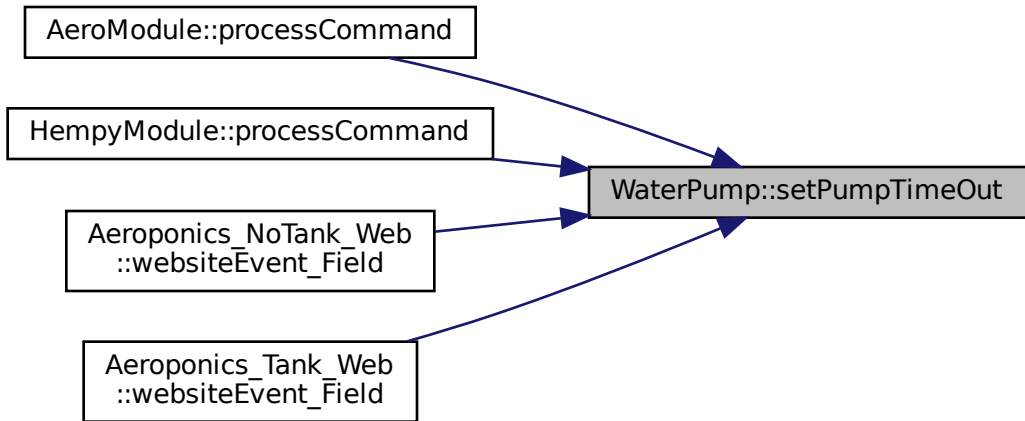 AeroModule::processCommand
HempyModule::processCommand
WaterPump::setPumpTimeOut
Aeroponics_NoTank_Web
::websiteEvent_Field
Aeroponics_Tank_Web
::websiteEvent_Field